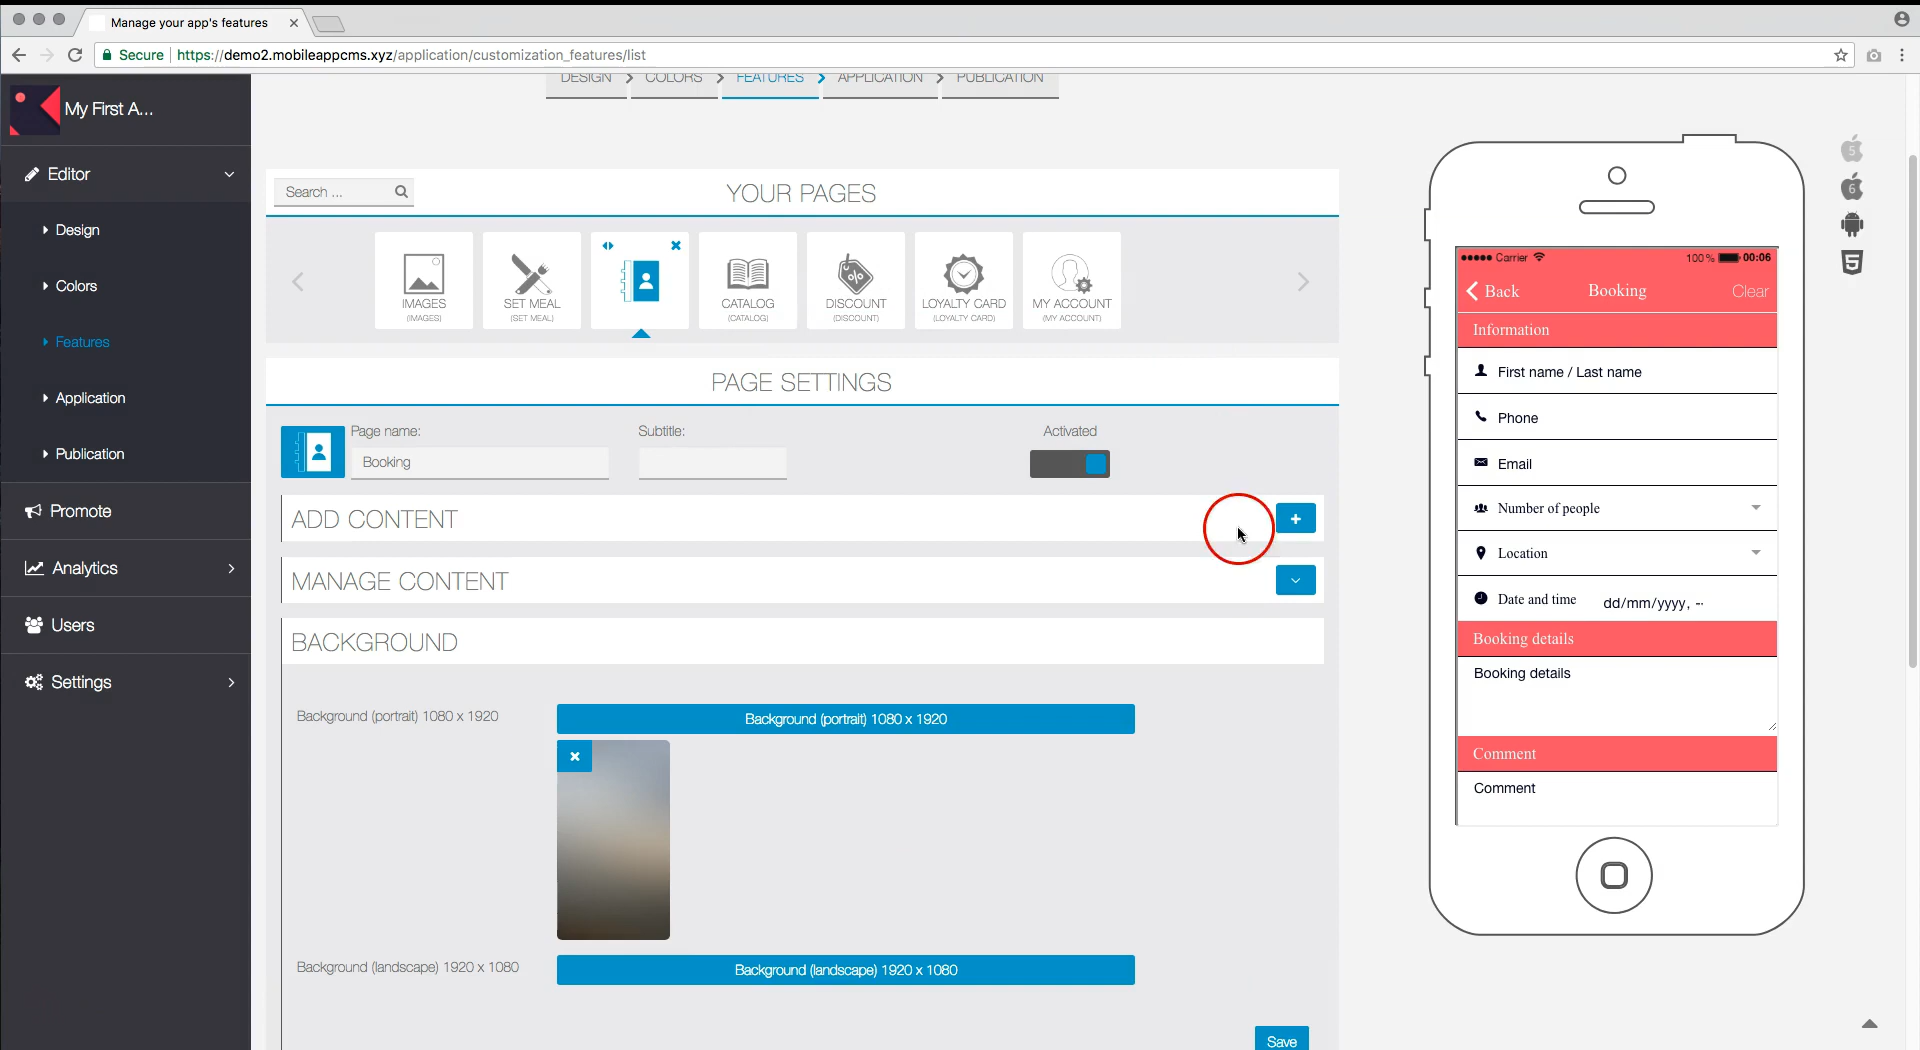 Manage your app's features
Secure https://demo2.mobileappcms.xyz/application/customization_features/list
DESIGN COLORS FEATURES APPLICATION PUBLICATION
My First A...
Editor
Design
Colors
Features
Application
Publication
Promote
Analytics
Users
Settings
Search ...
YOUR PAGES
IMAGES
(IMAGES)
SET MEAL
(SET MEAL)
CATALOG
(CATALOG)
DISCOUNT
(DISCOUNT)
LOYALTY CARD
(LOYALTY CARD)
MY ACCOUNT
(MY ACCOUNT)
PAGE SETTINGS
Page name:
Booking
Subtitle:
Activated
ADD CONTENT
MANAGE CONTENT
BACKGROUND
Background (portrait) 1080 x 1920
Background (portrait) 1080 x 1920
Background (landscape) 1920 x 1080
Background (landscape) 1920 x 1080
Save
Carrier 100% 00:06
Back Booking Clear
Information
First name / Last name
Phone
Email
Number of people
Location
Date and time dd/mm/yyyy, --
Booking details
Booking details
Comment
Comment
5
6
5